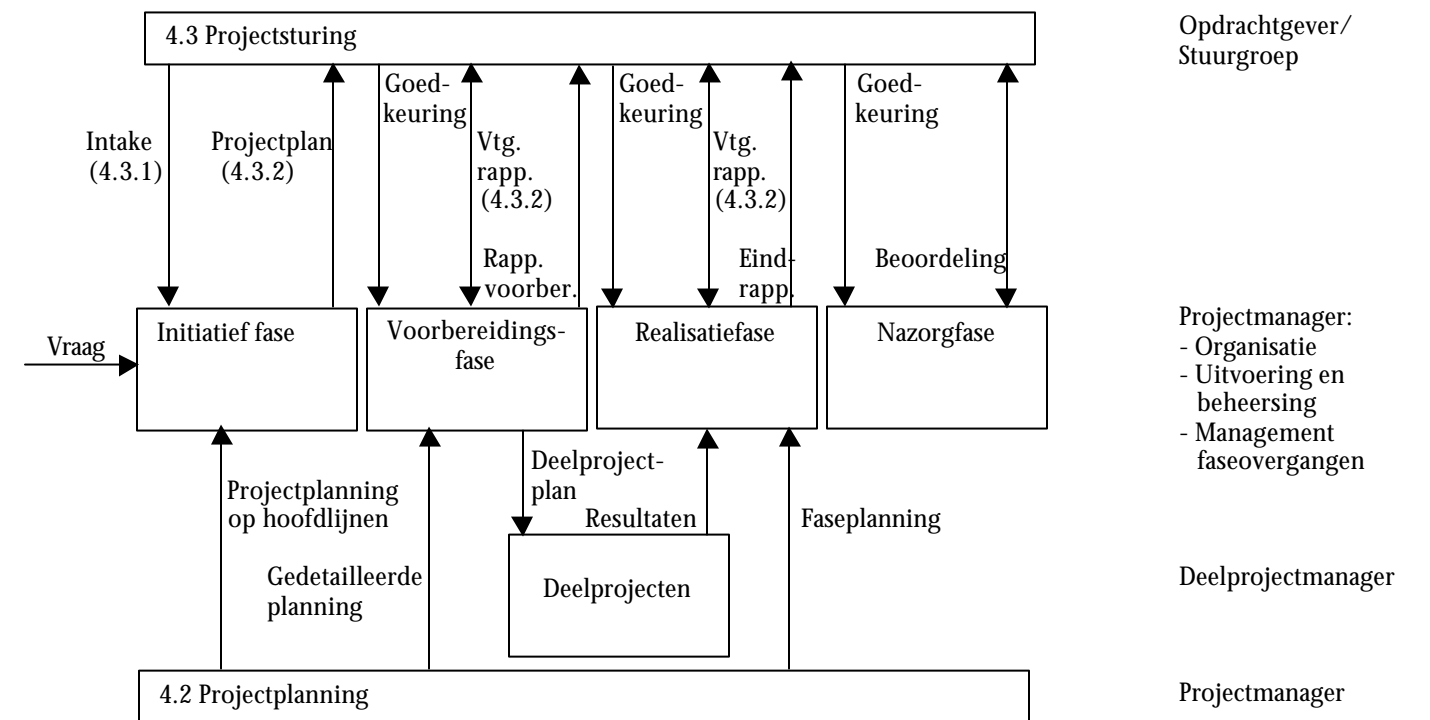 4.3 Projectsturing
Opdrachtgever/
Stuurgroep
Intake
(4.3.1)
Projectplan
(4.3.2)
Goed-
keuring
Vtg.
rapp.
(4.3.2)
Rapp.
voorber.
Goed-
keuring
Vtg.
rapp.
(4.3.2)
Eind-
rapp.
Goed-
keuring
Beoordeling
Vraag
Initiatief fase
Voorbereidings-
fase
Realisatiefase
Nazorgfase
Projectmanager:
- Organisatie
- Uitvoering en
beheersing
- Management
faseovergangen
Projectplanning
op hoofdlijnen
Gedetailleerde
planning
Deelproject-
plan
Resultaten
Faseplanning
Deelprojecten
Deelprojectmanager
4.2 Projectplanning
Projectmanager